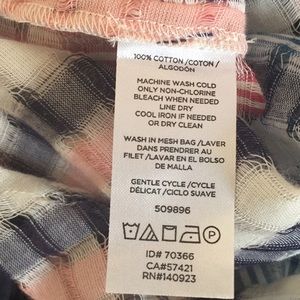 100% COTTON /COTON /
ALGODÓN
MACHINE WASH COLD
ONLY NON-CHLORINE
BLEACH WHEN NEEDED
LINE DRY
COOL IRON IF NEEDED
OR DRY CLEAN
WASH IN MESH BAG /LAVER
DANS PRENDRER AU
FILET /LAVAR EN EL BOLSO
DE MALLA
GENTLE CYCLE /CYCLE
DÉLICAT /CICLO SUAVE
509896
P
ID# 70366
CA#57421
RN#140923